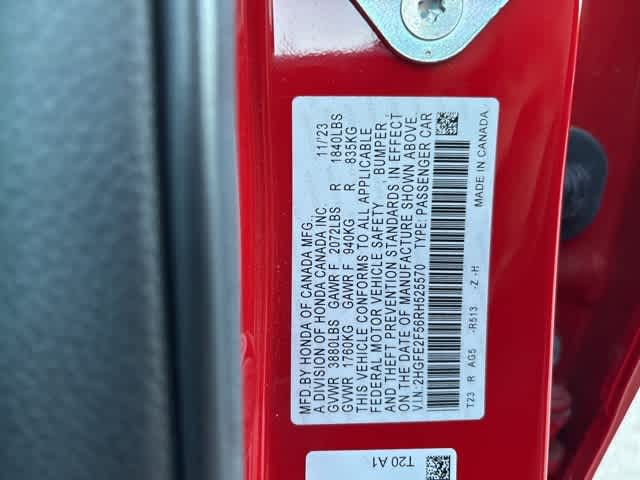 MFD.BY HONDA OF CANADA MFG., 11/23
A DIVISION OF HONDA CANADA INC.
GVWR 3880LBS GAWR F 2072LBS R 1840LBS
GVWR 1760KG GAWR F 940KG R 835KG
THIS VEHICLE CONFORMS TO ALL APPLICABLE
FEDERAL MOTOR VEHICLE SAFETY , BUMPER ,
AND THEFT PREVENTION STANDARDS IN EFFECT
ON THE DATE OF MANUFACTURE SHOWN ABOVE.
V.I.N.:2HGFE2F56RH525570 TYPE: PASSENGER CAR
T23 R AG5 -R513 -Z -H MADE IN CANADA
T20 A1